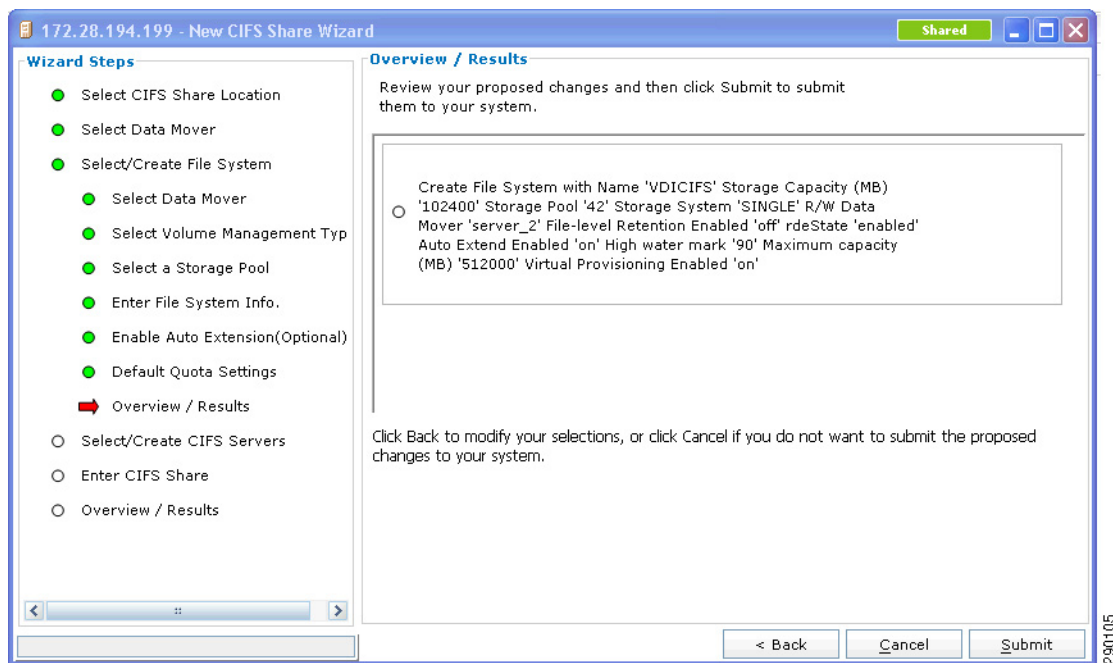 172.28.194.199 - New CIFS Share Wizard
Shared
Wizard Steps
Select CIFS Share Location
Select Data Mover
Select/Create File System
Select Data Mover
Select Volume Management Typ
Select a Storage Pool
Enter File System Info.
Enable Auto Extension(Optional)
Default Quota Settings
Overview / Results
Select/Create CIFS Servers
Enter CIFS Share
Overview / Results
Overview / Results
Review your proposed changes and then click Submit to submit
them to your system.
Create File System with Name 'VDICIFS' Storage Capacity (MB)
'102400' Storage Pool '42' Storage System 'SINGLE' R/W Data
Mover 'server_2' File-level Retention Enabled 'off' rdeState 'enabled'
Auto Extend Enabled 'on' High water mark '90' Maximum capacity
(MB) '512000' Virtual Provisioning Enabled 'on'
Click Back to modify your selections, or click Cancel if you do not want to submit the proposed
changes to your system.
< Back
Cancel
Submit
290105